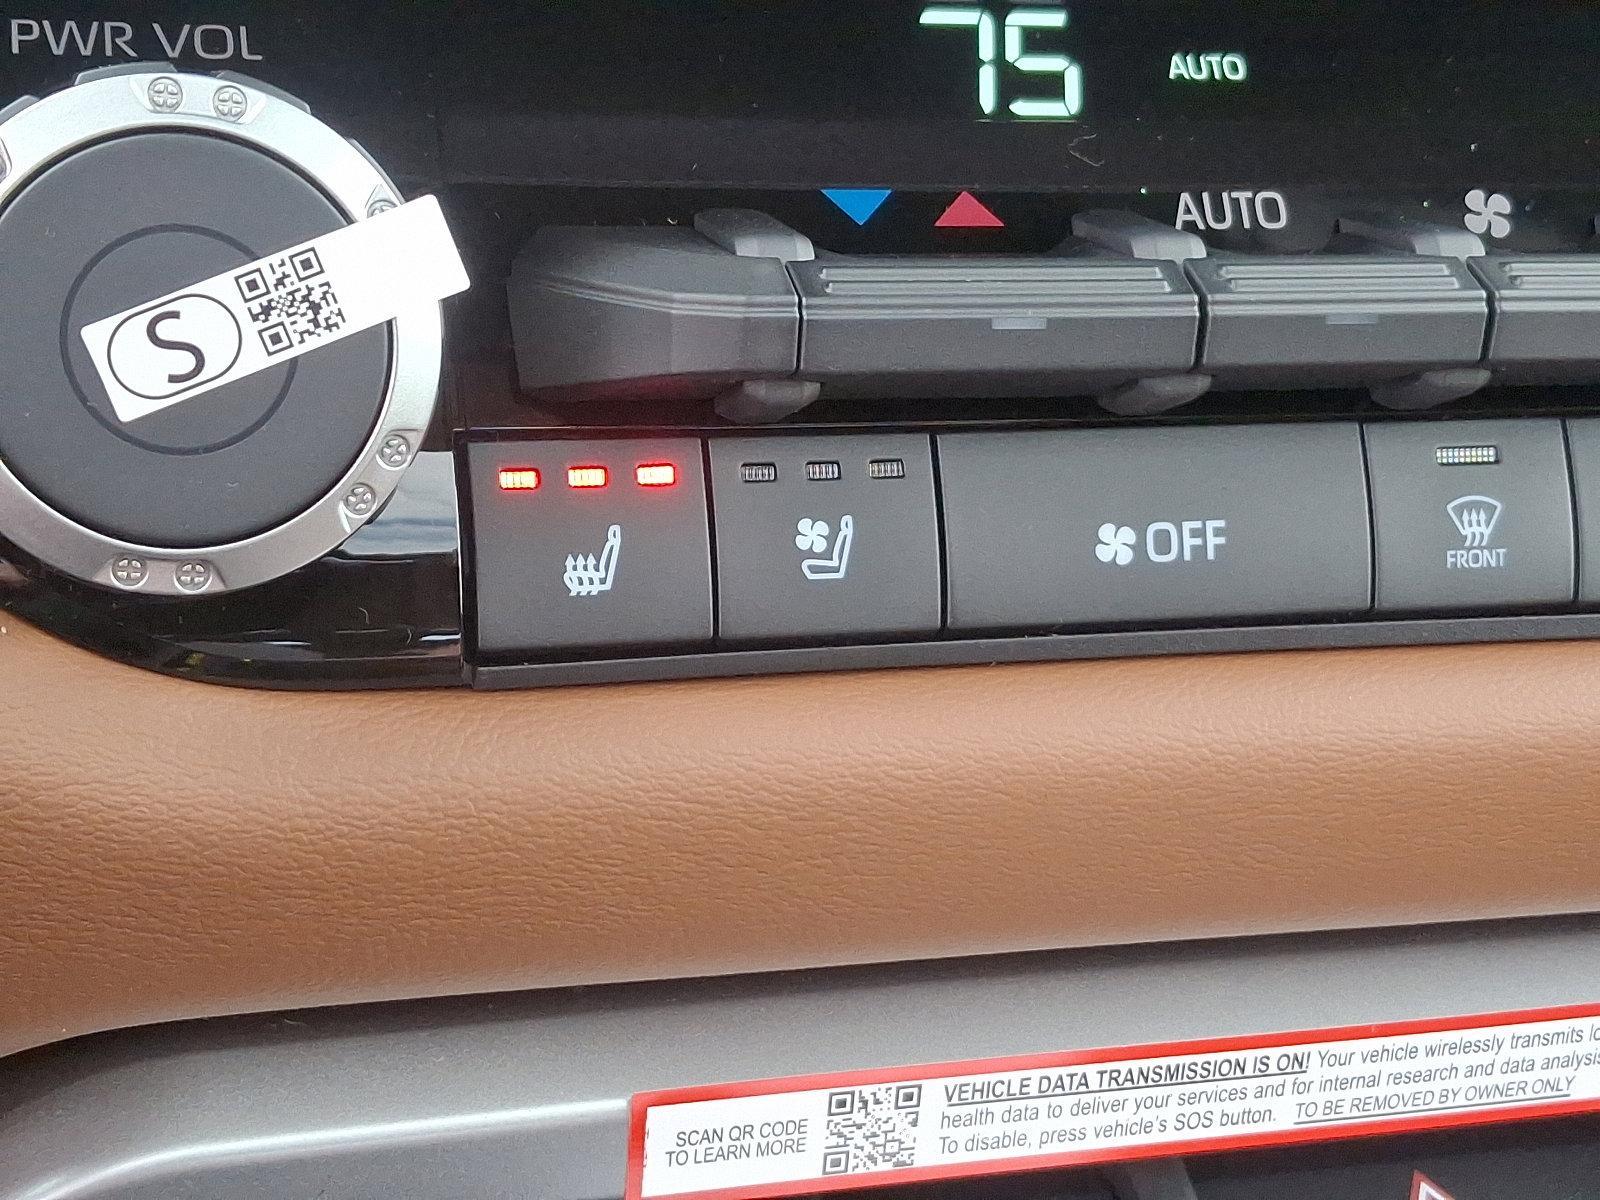 PWR VOL
75
AUTO
AUTO
S
OFF
FRONT
SCAN QR CODE
TO LEARN MORE
VEHICLE DATA TRANSMISSION IS ON! Your vehicle wirelessly transmits
health data to deliver your services and for internal research and data analysis
To disable, press vehicle's SOS button. TO BE REMOVED BY OWNER ONLY